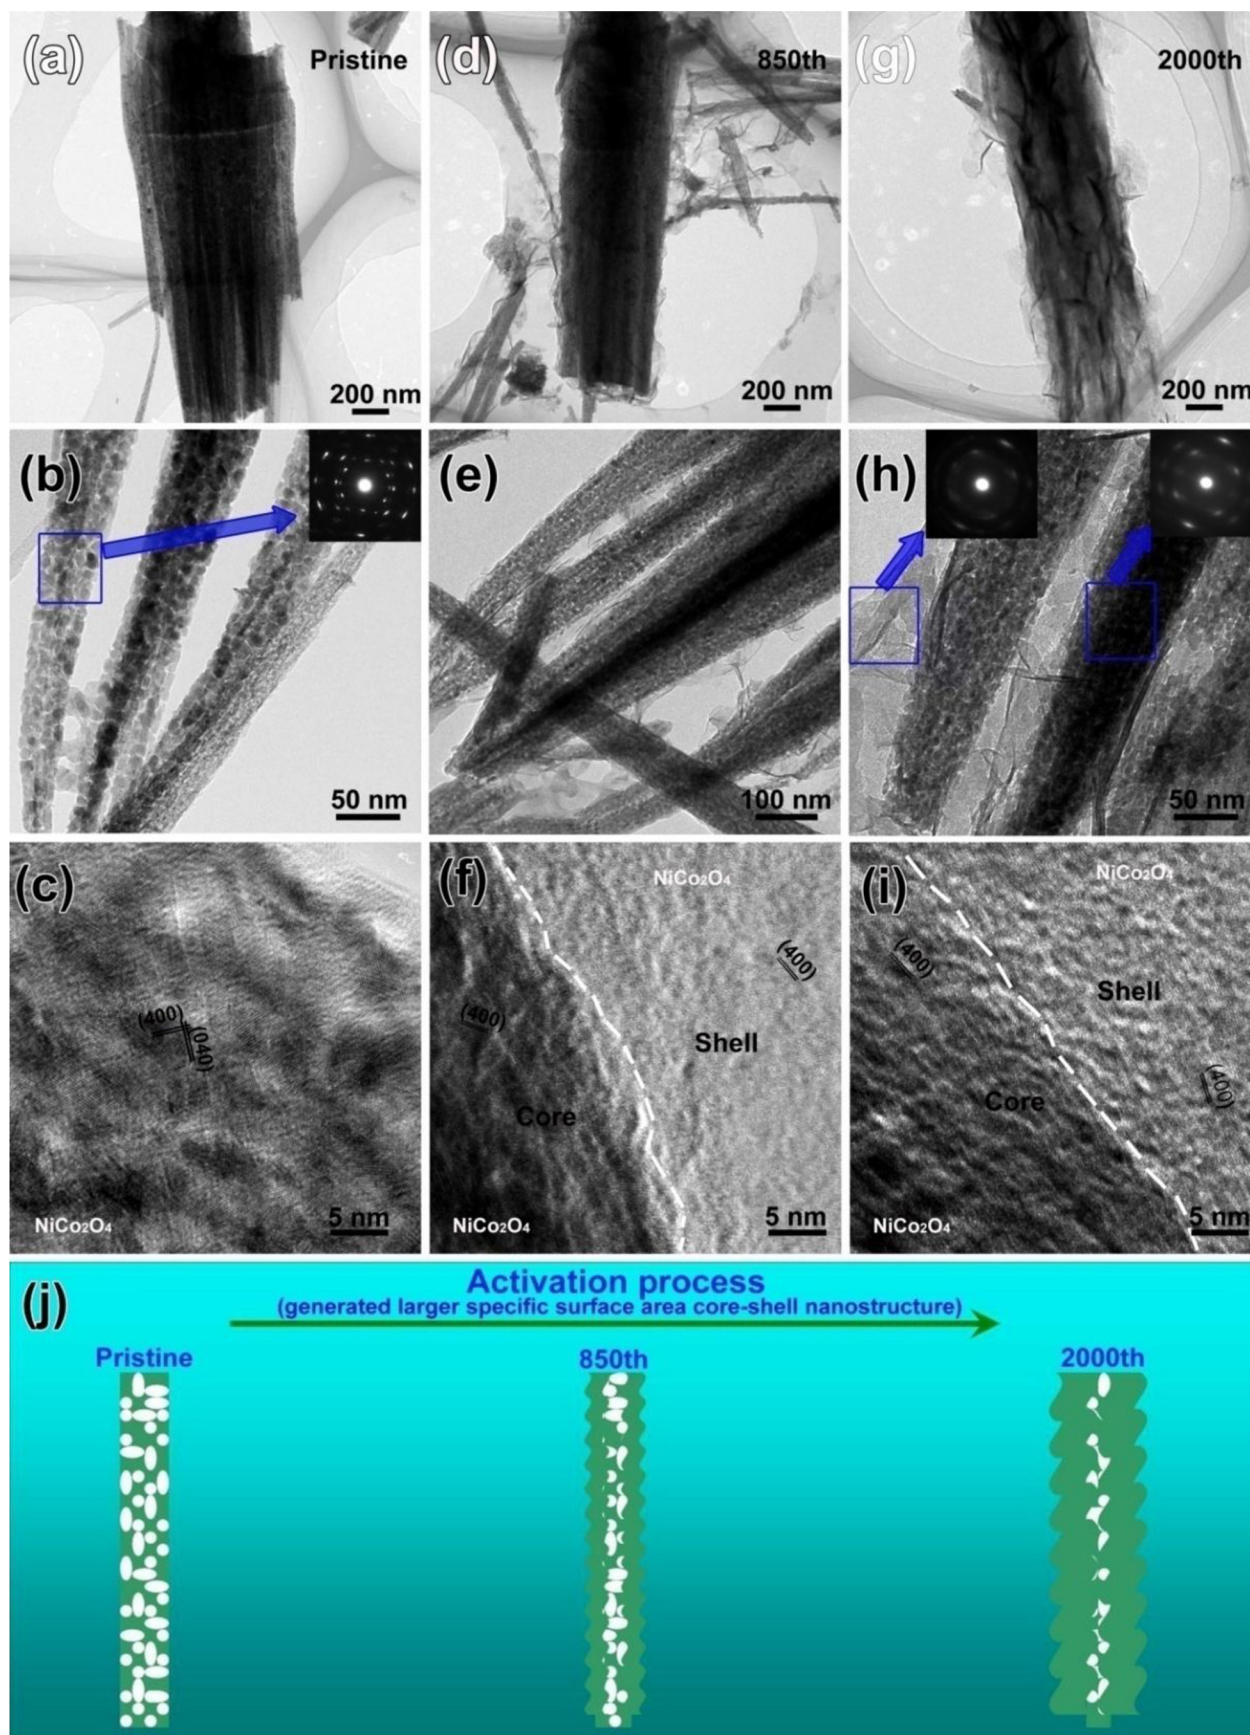 (a)
Pristine
200 nm
(d)
850th
200 nm
(g)
2000th
200 nm
(b)
50 nm
(e)
100 nm
(h)
50 nm
(c)
(400)
(040)
NiCo₂O₄
5 nm
(f)
NiCo₂O₄
(400)
(400)
Shell
Core
NiCo₂O₄
5 nm
(i)
NiCo₂O₄
(400)
Shell
(400)
Core
NiCo₂O₄
5 nm
(j)
Activation process
(generated larger specific surface area core-shell nanostructure)
Pristine
850th
2000th